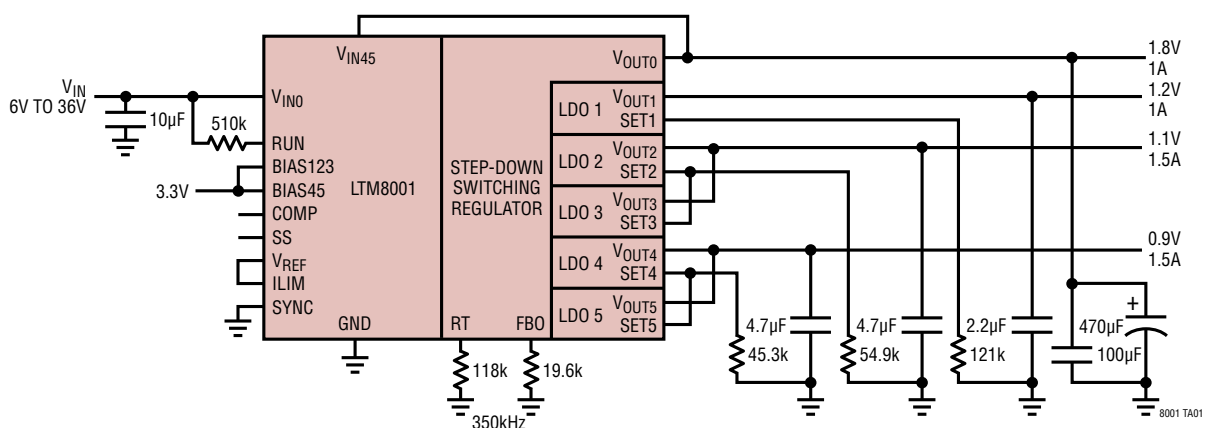 VIN
6V TO 36V
10µF
510k
VIN45
VIN0
RUN
BIAS123
3.3V
BIAS45
COMP
SS
VREF
ILIM
SYNC
GND
LTM8001
STEP-DOWN
SWITCHING
REGULATOR
RT
FBO
VOUT0
LDO 1
VOUT1
SET1
LDO 2
VOUT2
SET2
LDO 3
VOUT3
SET3
LDO 4
VOUT4
SET4
LDO 5
VOUT5
SET5
1.8V
1A
1.2V
1A
1.1V
1.5A
0.9V
1.5A
118k
19.6k
350kHz
4.7µF
45.3k
4.7µF
54.9k
2.2µF
121k
+
470µF
100µF
8001 TA01